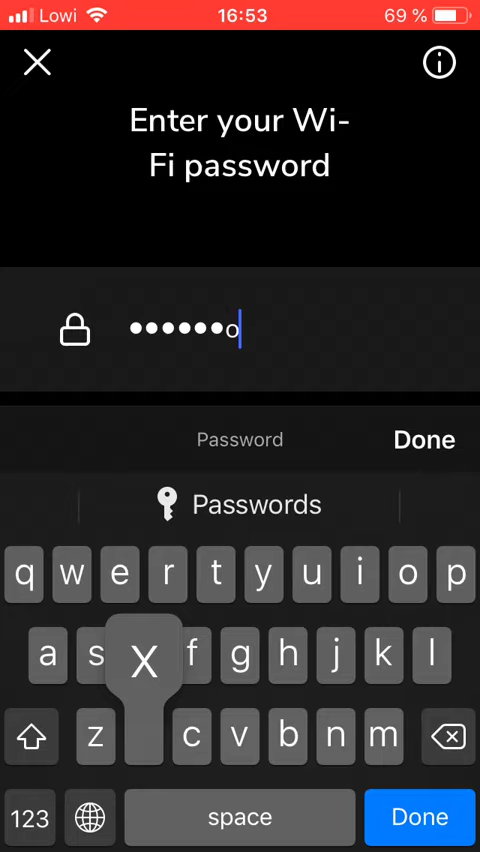 Lowi 16:53 69 %
Enter your Wi-
Fi password
••••••o
Password Done
Passwords
q w e r t y u i o p
a s x f g h j k l
z c v b n m
123 space Done